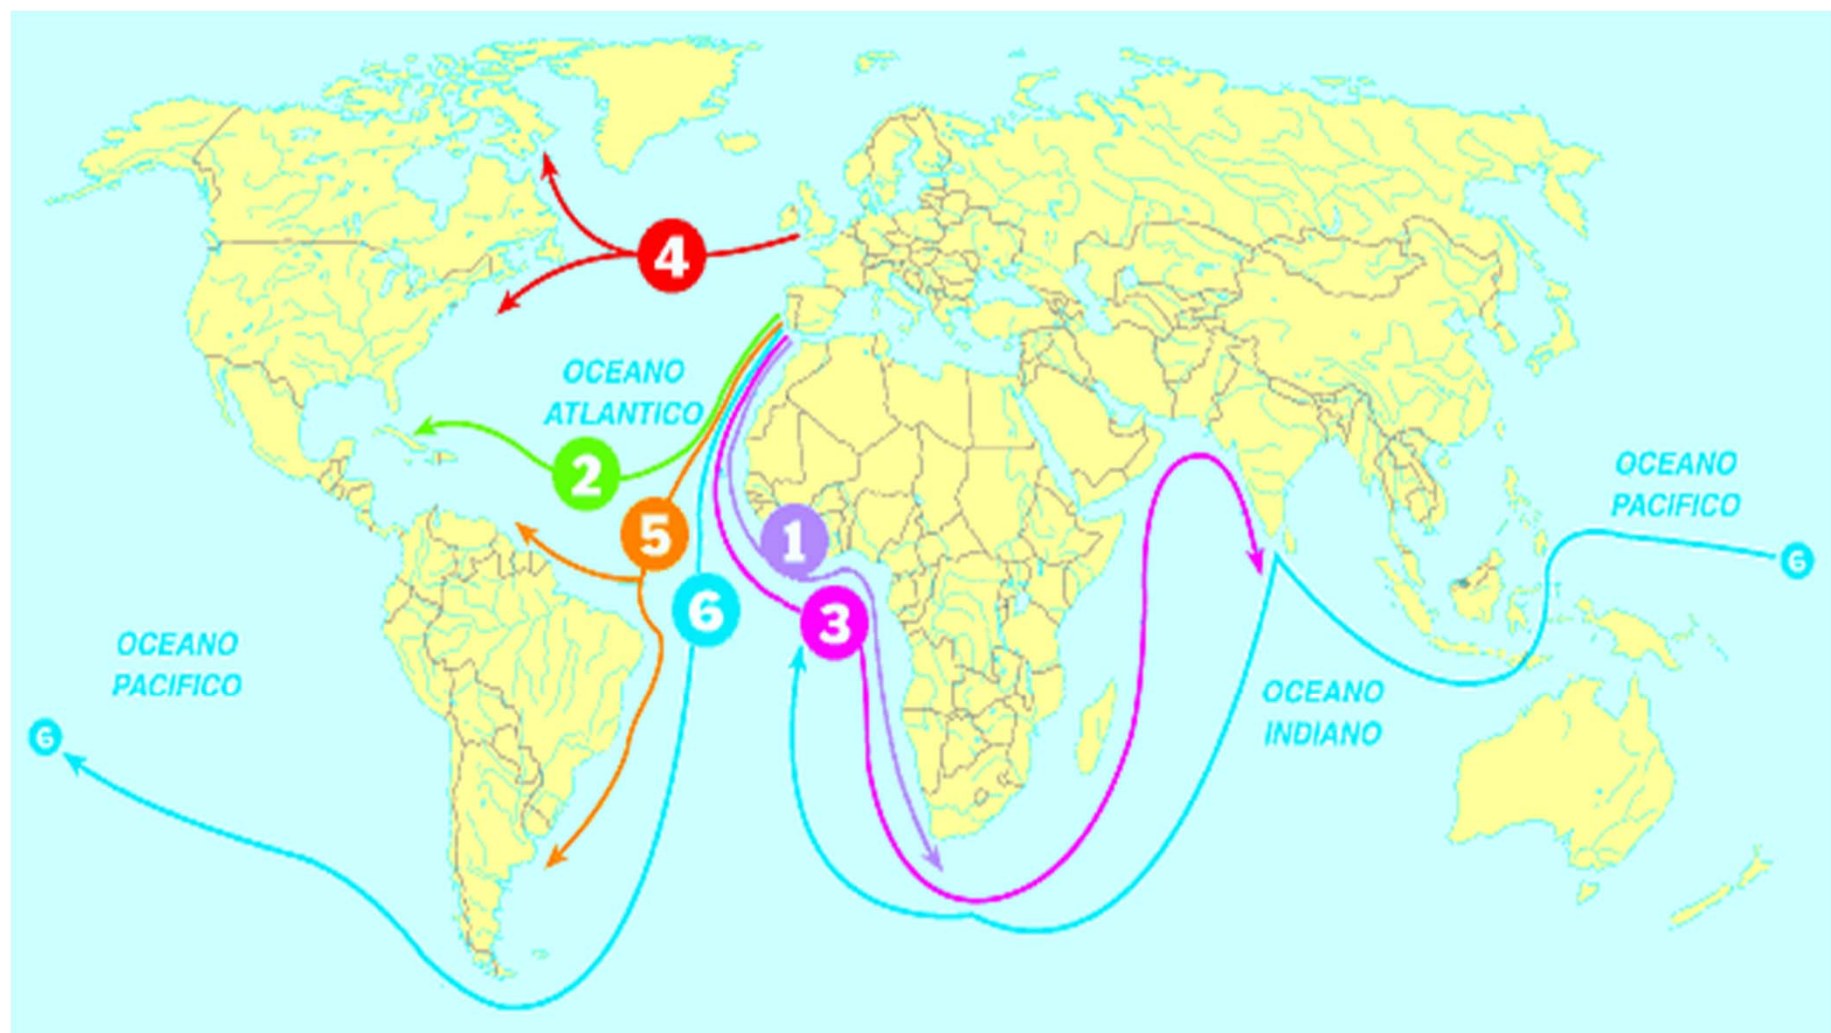 4
OCEANO
ATLANTICO
2
OCEANO
PACIFICO
5
1
6
6
3
OCEANO
PACIFICO
OCEANO
INDIANO
6